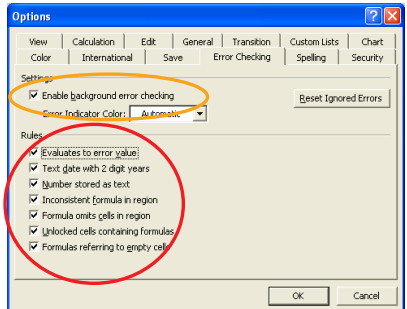 Options
View Calculation Edit General Transition Custom Lists Chart
Color International Save Error Checking Spelling Security
Settings
Enable background error checking
Reset Ignored Errors
Error Indicator Color: Automatic
Rules
Evaluates to error value
Text date with 2 digit years
Number stored as text
Inconsistent formula in region
Formula omits cells in region
Unlocked cells containing formulas
Formulas referring to empty cells
OK Cancel